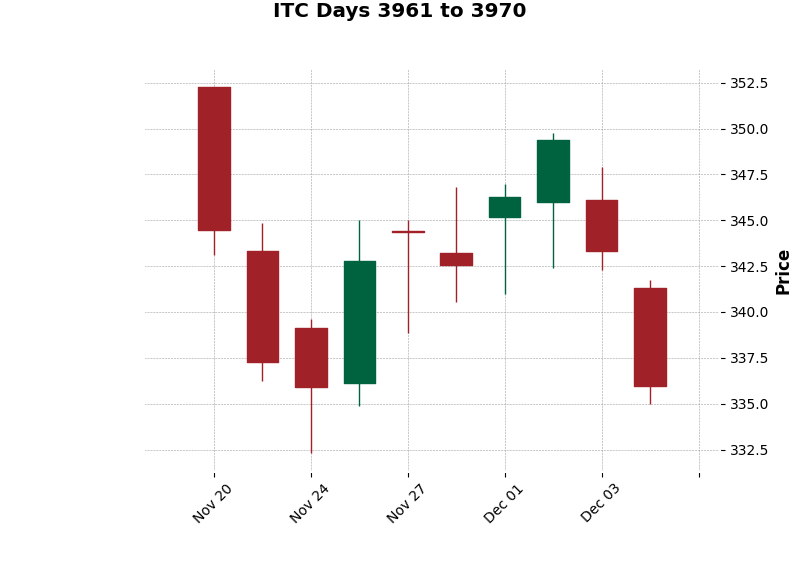 ITC Days 3961 to 3970
352.5
350.0
347.5
345.0
342.5
340.0
337.5
335.0
332.5
Price
Nov 20
Nov 24
Nov 27
Dec 01
Dec 03